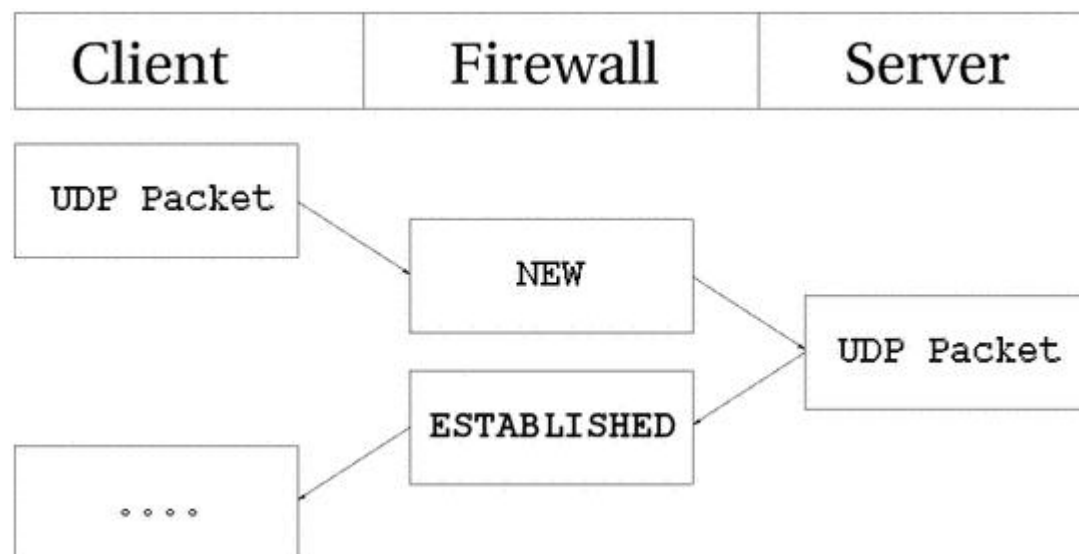 Client Firewall Server
UDP Packet
NEW
UDP Packet
ESTABLISHED
....